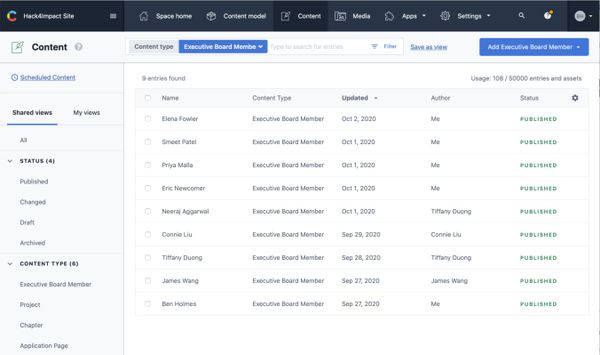 Hack4Impact Site
Space home
Content model
Content
Media
Apps
Settings
?
BH
Content ?
Content type Executive Board Membe Type to search for entries Filter
Save as view
Add Executive Board Member
Scheduled Content
9 entries found
Usage: 108 / 50000 entries and assets
Shared views My views
All
STATUS (4)
Published
Changed
Draft
Archived
CONTENT TYPE (6)
Executive Board Member
Project
Chapter
Application Page
Name Content Type Updated Author Status
Elena Fowler Executive Board Member Oct 2, 2020 Me PUBLISHED
Smeet Patel Executive Board Member Oct 1, 2020 Me PUBLISHED
Priya Malla Executive Board Member Oct 1, 2020 Me PUBLISHED
Eric Newcomer Executive Board Member Oct 1, 2020 Me PUBLISHED
Neeraj Aggarwal Executive Board Member Oct 1, 2020 Tiffany Duong PUBLISHED
Connie Liu Executive Board Member Sep 29, 2020 Connie Liu PUBLISHED
Tiffany Duong Executive Board Member Sep 28, 2020 Tiffany Duong PUBLISHED
James Wang Executive Board Member Sep 27, 2020 James Wang PUBLISHED
Ben Holmes Executive Board Member Sep 27, 2020 Me PUBLISHED